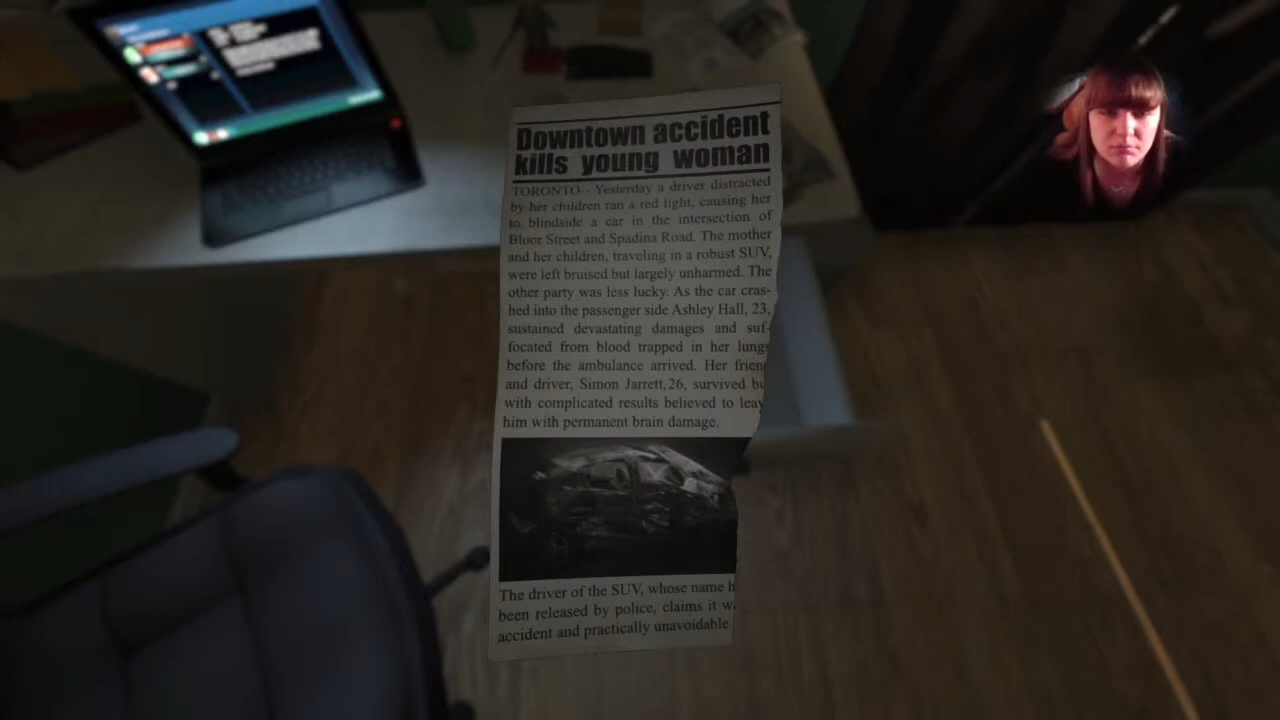 Downtown accident
kills young woman
TORONTO - Yesterday a driver distracted
by her children ran a red light, causing her
to blindside a car in the intersection of
Bloor Street and Spadina Road. The mother
and her children, traveling in a robust SUV,
were left bruised but largely unharmed. The
other party was less lucky. As the car cras-
hed into the passenger side Ashley Hall, 23,
sustained devastating damages and suf-
focated from blood trapped in her lungs
before the ambulance arrived. Her frien
and driver, Simon Jarrett, 26, survived bu
with complicated results believed to leav
him with permanent brain damage.
The driver of the SUV, whose name h
been released by police, claims it w
accident and practically unavoidable